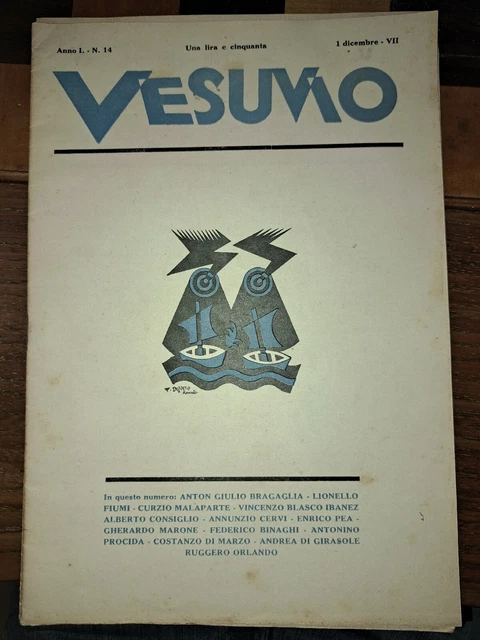 Anno I. - N. 14 Una lira e cinquanta 1 dicembre - VII
VESUVIO
In questo numero: ANTON GIULIO BRAGAGLIA - LIONELLO
FIUMI - CURZIO MALAPARTE - VINCENZO BLASCO IBANEZ
ALBERTO CONSIGLIO - ANNUNZIO CERVI - ENRICO PEA -
GHERARDO MARONE - FEDERICO BINAGHI - ANTONINO
PROCIDA - COSTANZO DI MARZO - ANDREA DI GIRASOLE
RUGGERO ORLANDO